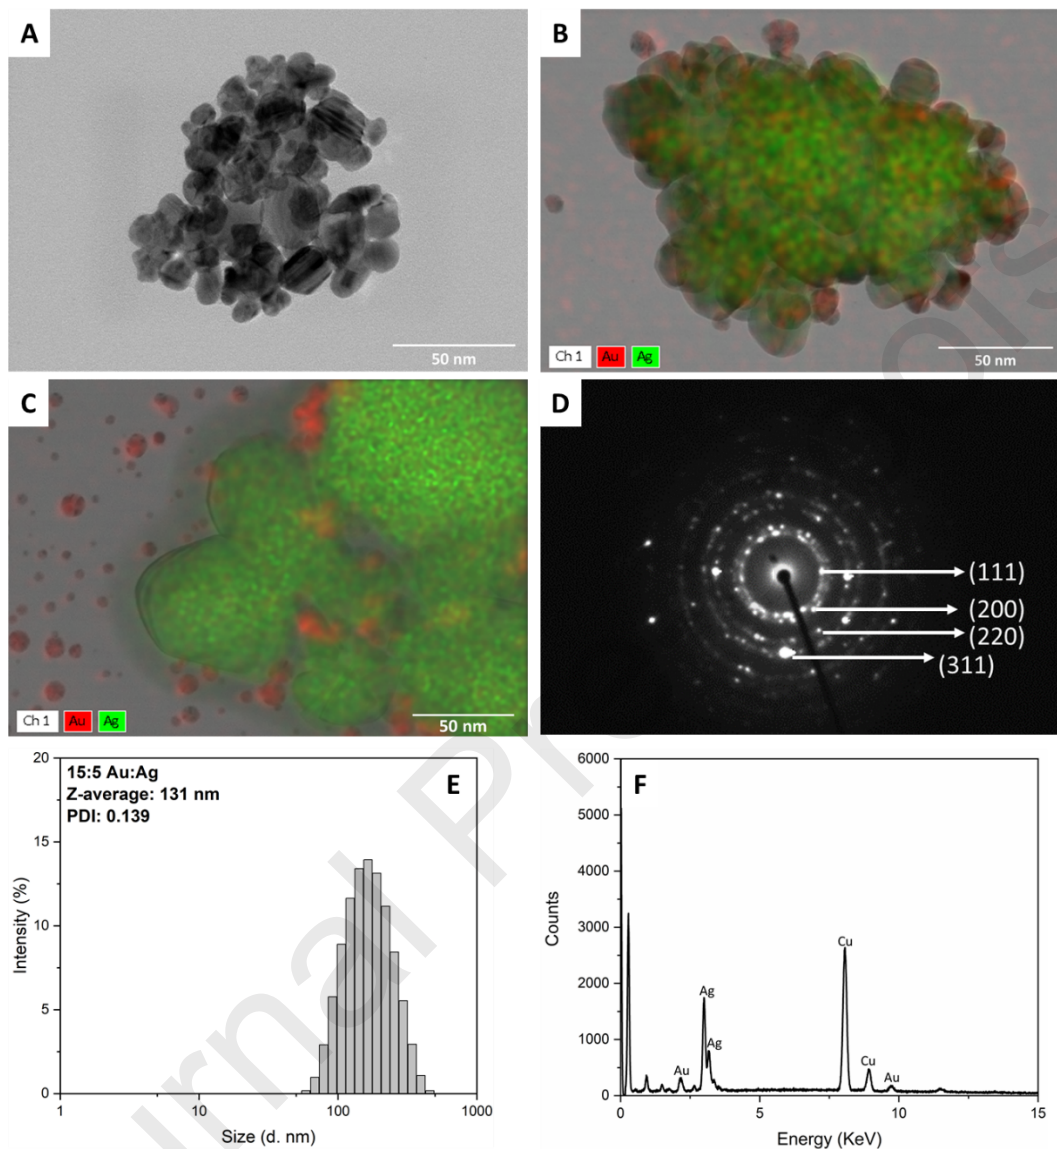 A
50 nm
B
Ch 1 Au Ag
50 nm
C
Ch 1 Au Ag
50 nm
D
(111)
(200)
(220)
(311)
E
15:5 Au:Ag
Z-average: 131 nm
PDI: 0.139
20
15
10
5
0
Intensity (%)
1 10 100 1000
Size (d. nm)
F
6000
5000
4000
3000
2000
1000
0
Counts
Au
Ag
Ag
Cu
Cu
Au
0 5 10 15
Energy (KeV)